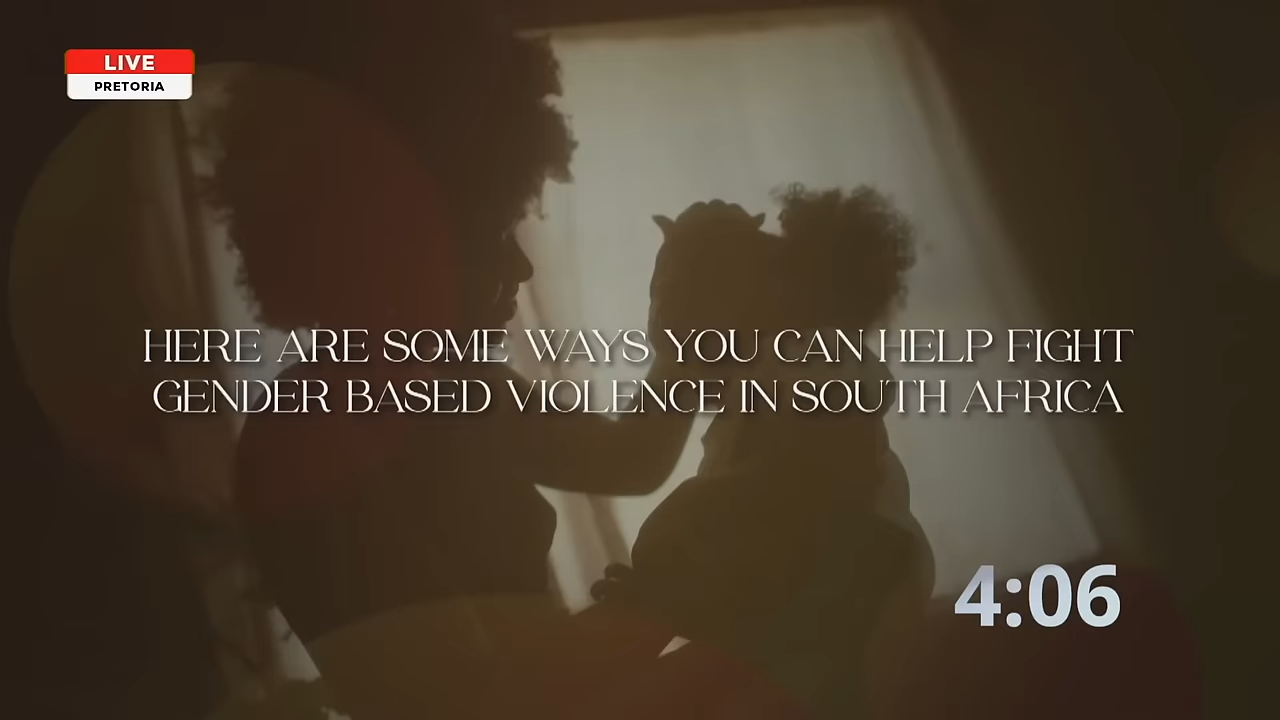 LIVE
PRETORIA
HERE ARE SOME WAYS YOU CAN HELP FIGHT
GENDER BASED VIOLENCE IN SOUTH AFRICA
4:06